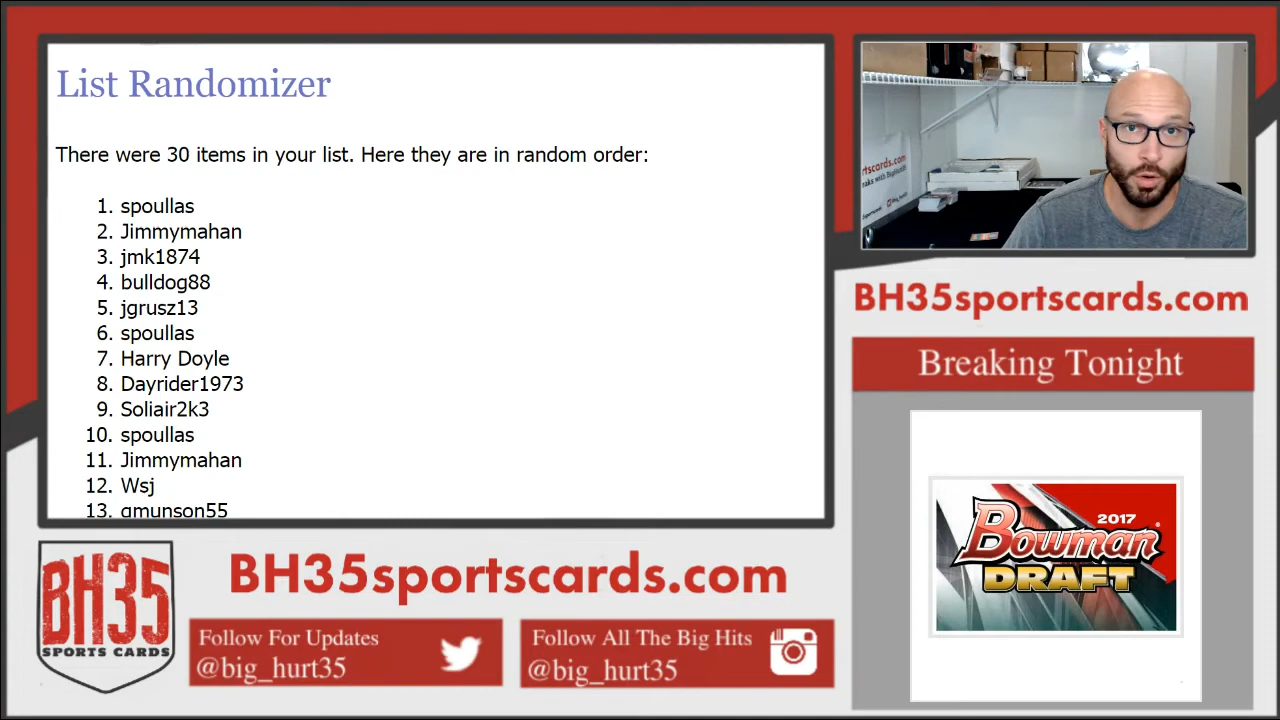 List Randomizer
There were 30 items in your list. Here they are in random order:
1. spoullas
2. Jimmymahan
3. jmk1874
4. bulldog88
5. jgrusz13
6. spoullas
7. Harry Doyle
8. Dayrider1973
9. Soliair2k3
10. spoullas
11. Jimmymahan
12. Wsj
13. gmunson55
scards.com
BH35sportscards.com
Breaking Tonight
2017
Bowman
DRAFT
BH35
SPORTS CARDS
BH35sportscards.com
Follow For Updates
@big_hurt35
Follow All The Big Hits
@big_hurt35